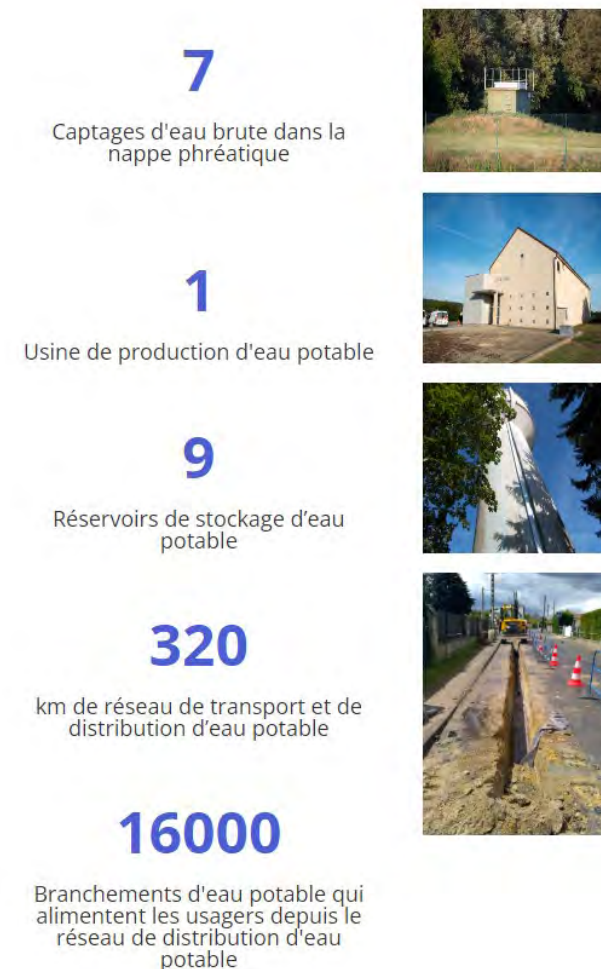 7
Captages d'eau brute dans la
nappe phréatique
1
Usine de production d'eau potable
9
Réservoirs de stockage d’eau
potable
320
km de réseau de transport et de
distribution d’eau potable
16000
Branchements d'eau potable qui
alimentent les usagers depuis le
réseau de distribution d'eau
potable